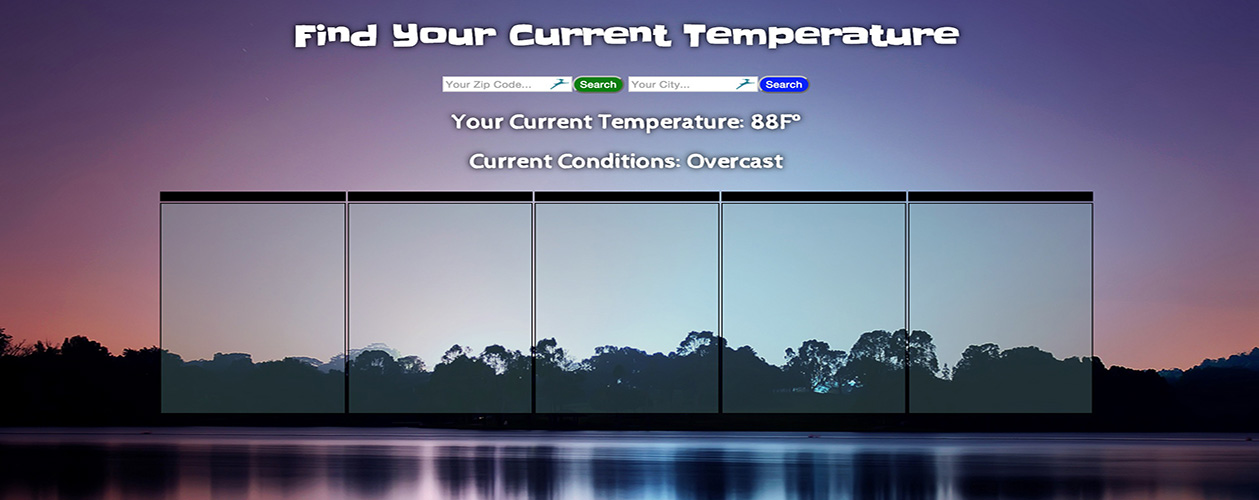 Find Your Current Temperature
Your Zip Code... Search Your City... Search
Your Current Temperature: 88F°
Current Conditions: Overcast